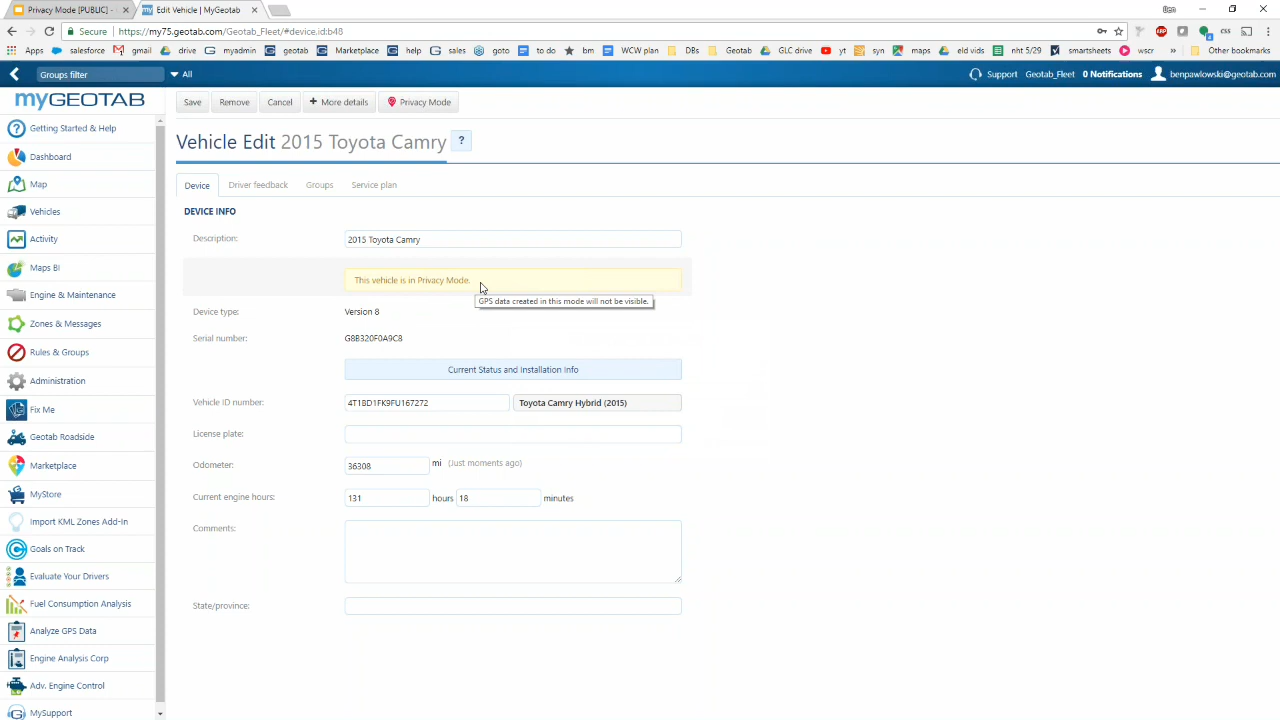 Privacy Mode [PUBLIC] -
my Edit Vehicle | MyGeotab
Ben
Secure https://my75.geotab.com/Geotab_Fleet/#device,id:b48
Apps salesforce gmail drive myadmin geotab Marketplace help sales goto to do bm WCW plan DBs Geotab GLC drive yt syn maps eld vids nht 5/29 smartsheets wscr » Other bookmarks
Groups filter All Support Geotab_Fleet 0 Notifications benpawlowski@geotab.com
myGEOTAB
Save Remove Cancel + More details Privacy Mode
Getting Started & Help
Dashboard
Map
Vehicles
Activity
Maps BI
Engine & Maintenance
Zones & Messages
Rules & Groups
Administration
Fix Me
Geotab Roadside
Marketplace
MyStore
Import KML Zones Add-In
Goals on Track
Evaluate Your Drivers
Fuel Consumption Analysis
Analyze GPS Data
Engine Analysis Corp
Adv. Engine Control
MySupport
Vehicle Edit 2015 Toyota Camry ?
Device Driver feedback Groups Service plan
DEVICE INFO
Description: 2015 Toyota Camry
This vehicle is in Privacy Mode.
GPS data created in this mode will not be visible.
Device type: Version 8
Serial number: G8B320F0A9C8
Current Status and Installation Info
Vehicle ID number: 4T1BD1FK9FU167272 Toyota Camry Hybrid (2015)
License plate:
Odometer: 36308 mi (Just moments ago)
Current engine hours: 131 hours 18 minutes
Comments:
State/province: